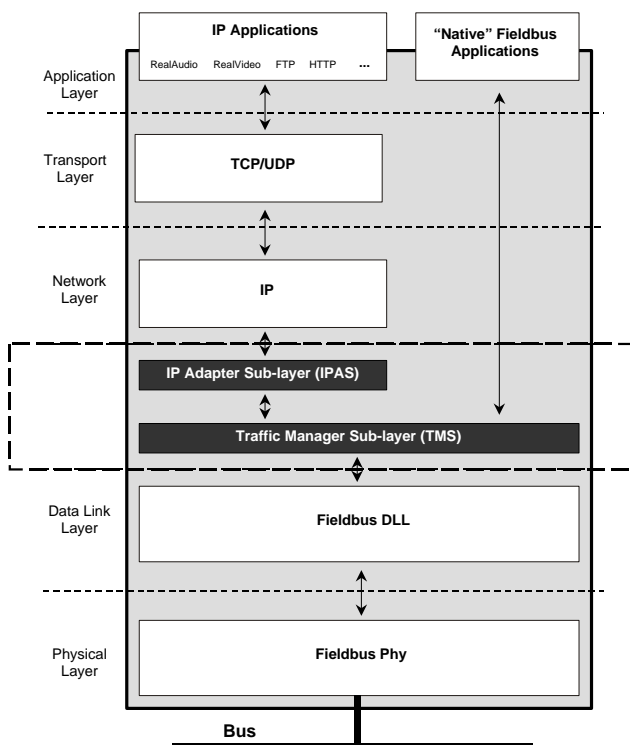 IP Applications
RealAudio RealVideo FTP HTTP ...
“Native” Fieldbus
Applications
Application
Layer
Transport
Layer
TCP/UDP
Network
Layer
IP
IP Adapter Sub-layer (IPAS)
Traffic Manager Sub-layer (TMS)
Data Link
Layer
Fieldbus DLL
Physical
Layer
Fieldbus Phy
Bus